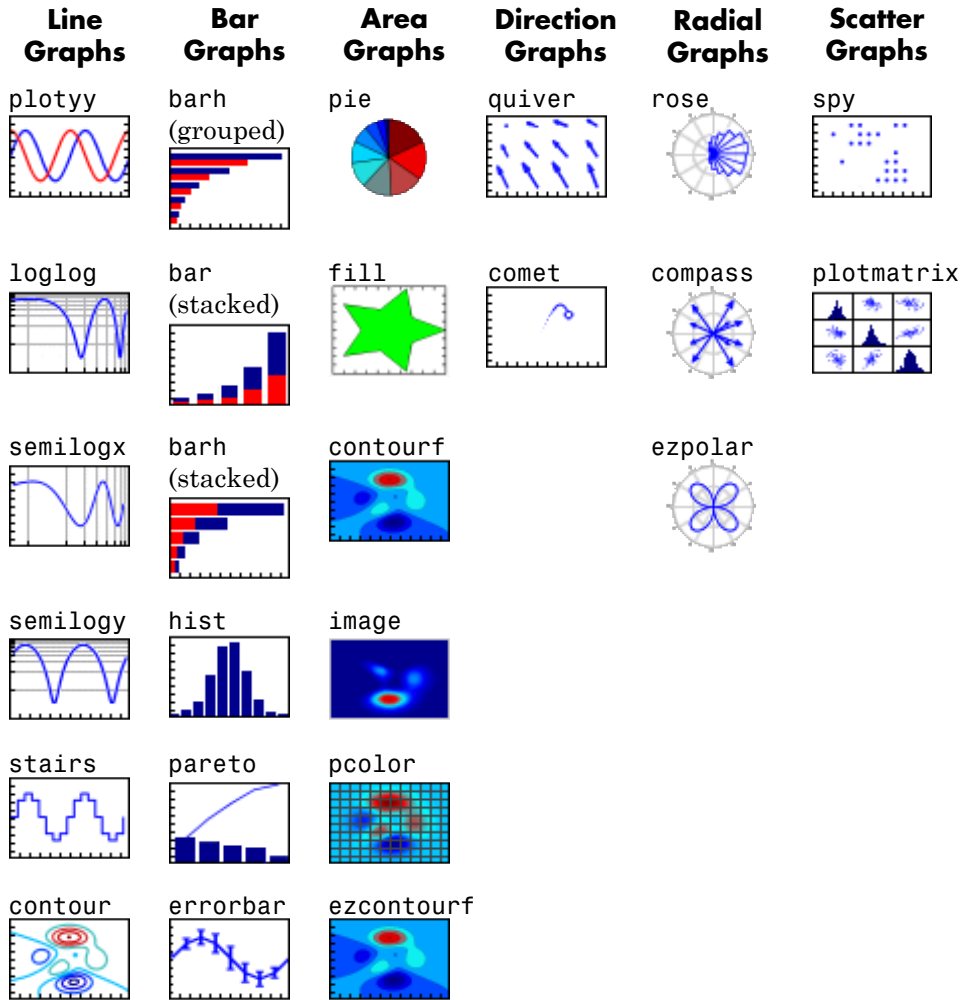 Line Graphs
Bar Graphs
Area Graphs
Direction Graphs
Radial Graphs
Scatter Graphs
plotyy
barh
(grouped)
pie
quiver
rose
spy
loglog
bar
(stacked)
fill
comet
compass
plotmatrix
semilogx
barh
(stacked)
contourf
ezpolar
semilogy
hist
image
stairs
pareto
pcolor
contour
errorbar
ezcontourf